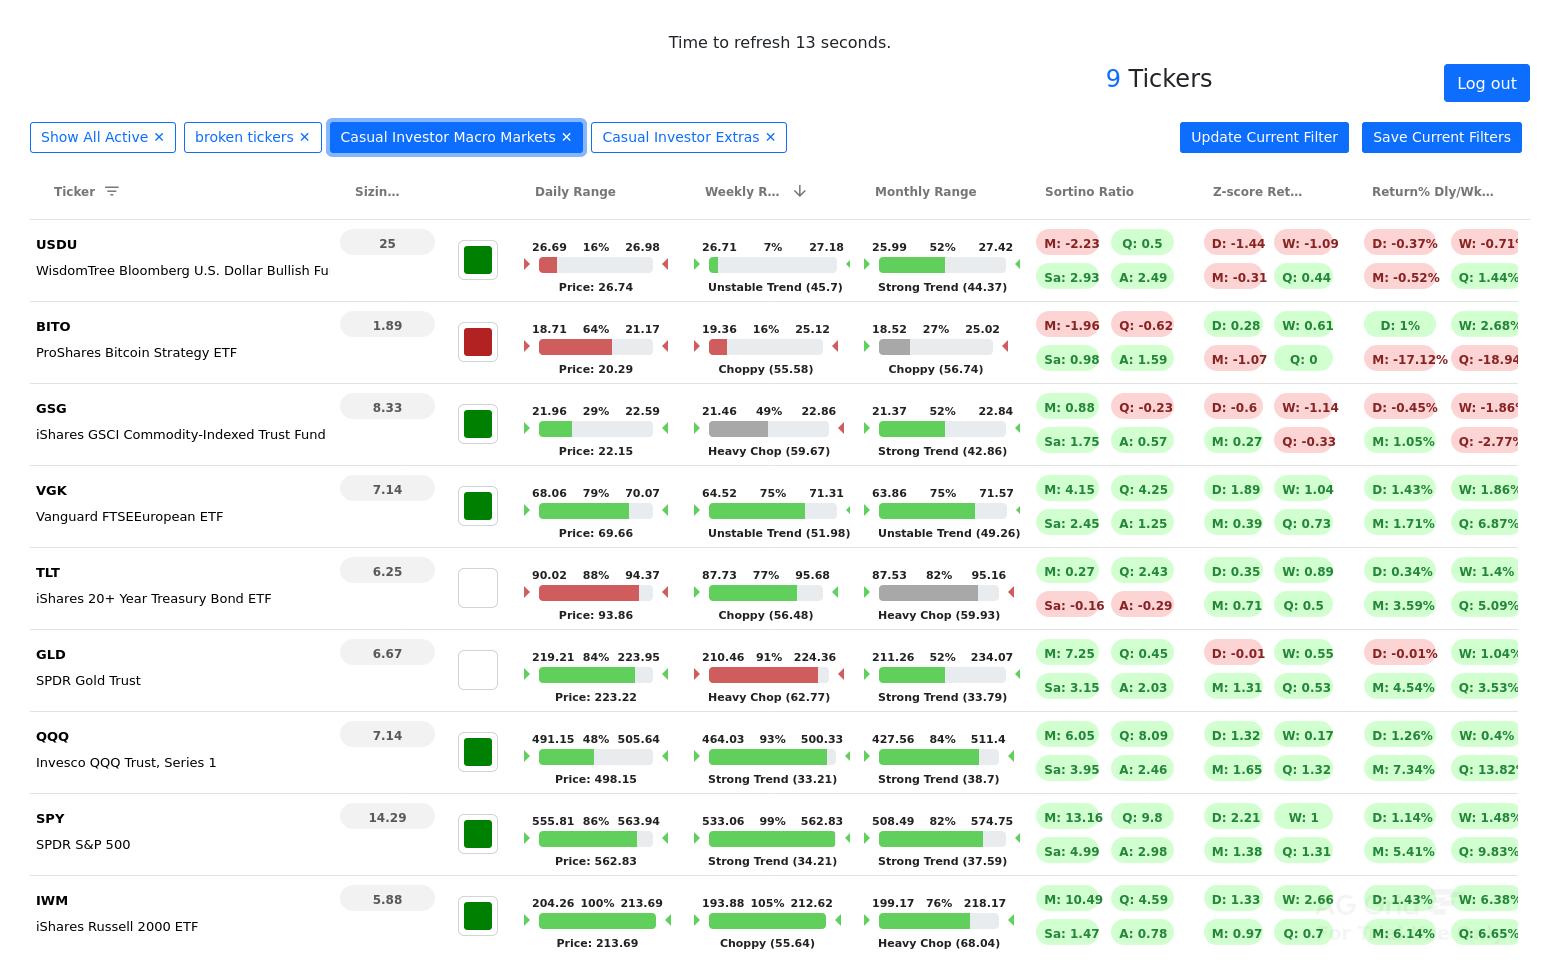 Time to refresh 13 seconds.
9 Tickers
Log out
Show All Active ✕ broken tickers ✕ Casual Investor Macro Markets ✕ Casual Investor Extras ✕ Update Current Filter Save Current Filters
Ticker Sizin... Daily Range Weekly R... Monthly Range Sortino Ratio Z-score Ret... Return% Dly/Wk...
USDU 25 26.69 16% 26.98 26.71 7% 27.18 25.99 52% 27.42 M: -2.23 Q: 0.5 D: -1.44 W: -1.09 D: -0.37% W: -0.71%
WisdomTree Bloomberg U.S. Dollar Bullish Fu Price: 26.74 Unstable Trend (45.7) Strong Trend (44.37) Sa: 2.93 A: 2.49 M: -0.31 Q: 0.44 M: -0.52% Q: 1.44%
BITO 1.89 18.71 64% 21.17 19.36 16% 25.12 18.52 27% 25.02 M: -1.96 Q: -0.62 D: 0.28 W: 0.61 D: 1% W: 2.68%
ProShares Bitcoin Strategy ETF Price: 20.29 Choppy (55.58) Choppy (56.74) Sa: 0.98 A: 1.59 M: -1.07 Q: 0 M: -17.12% Q: -18.94
GSG 8.33 21.96 29% 22.59 21.46 49% 22.86 21.37 52% 22.84 M: 0.88 Q: -0.23 D: -0.6 W: -1.14 D: -0.45% W: -1.86%
iShares GSCI Commodity-Indexed Trust Fund Price: 22.15 Heavy Chop (59.67) Strong Trend (42.86) Sa: 1.75 A: 0.57 M: 0.27 Q: -0.33 M: 1.05% Q: -2.77%
VGK 7.14 68.06 79% 70.07 64.52 75% 71.31 63.86 75% 71.57 M: 4.15 Q: 4.25 D: 1.89 W: 1.04 D: 1.43% W: 1.86%
Vanguard FTSEEuropean ETF Price: 69.66 Unstable Trend (51.98) Unstable Trend (49.26) Sa: 2.45 A: 1.25 M: 0.39 Q: 0.73 M: 1.71% Q: 6.87%
TLT 6.25 90.02 88% 94.37 87.73 77% 95.68 87.53 82% 95.16 M: 0.27 Q: 2.43 D: 0.35 W: 0.89 D: 0.34% W: 1.4%
iShares 20+ Year Treasury Bond ETF Price: 93.86 Choppy (56.48) Heavy Chop (59.93) Sa: -0.16 A: -0.29 M: 0.71 Q: 0.5 M: 3.59% Q: 5.09%
GLD 6.67 219.21 84% 223.95 210.46 91% 224.36 211.26 52% 234.07 M: 7.25 Q: 0.45 D: -0.01 W: 0.55 D: -0.01% W: 1.04%
SPDR Gold Trust Price: 223.22 Heavy Chop (62.77) Strong Trend (33.79) Sa: 3.15 A: 2.03 M: 1.31 Q: 0.53 M: 4.54% Q: 3.53%
QQQ 7.14 491.15 48% 505.64 464.03 93% 500.33 427.56 84% 511.4 M: 6.05 Q: 8.09 D: 1.32 W: 0.17 D: 1.26% W: 0.4%
Invesco QQQ Trust, Series 1 Price: 498.15 Strong Trend (33.21) Strong Trend (38.7) Sa: 3.95 A: 2.46 M: 1.65 Q: 1.32 M: 7.34% Q: 13.82%
SPY 14.29 555.81 86% 563.94 533.06 99% 562.83 508.49 82% 574.75 M: 13.16 Q: 9.8 D: 2.21 W: 1 D: 1.14% W: 1.48%
SPDR S&P 500 Price: 562.83 Strong Trend (34.21) Strong Trend (37.59) Sa: 4.99 A: 2.98 M: 1.38 Q: 1.31 M: 5.41% Q: 9.83%
IWM 5.88 204.26 100% 213.69 193.88 105% 212.62 199.17 76% 218.17 M: 10.49 Q: 4.59 D: 1.33 W: 2.66 D: 1.43% W: 6.38%
iShares Russell 2000 ETF Price: 213.69 Choppy (55.64) Heavy Chop (68.04) Sa: 1.47 A: 0.78 M: 0.97 Q: 0.7 M: 6.14% Q: 6.65%